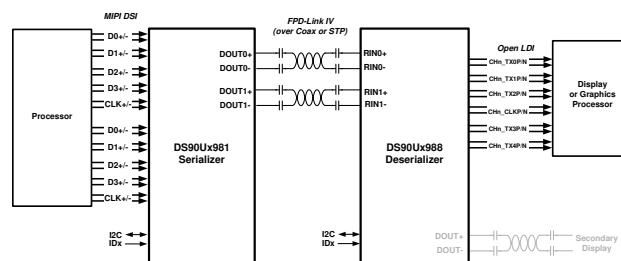 MIPI DSI
FPD-Link IV
(over Coax or STP)
Open LDI
Processor
D0+/-
D1+/-
D2+/-
D3+/-
CLK+/-
D0+/-
D1+/-
D2+/-
D3+/-
CLK+/-
I2C
IDx
DS90Ux981
Serializer
DOUT0+
DOUT0-
DOUT1+
DOUT1-
RIN0+
RIN0-
RIN1+
RIN1-
DS90Ux988
Deserializer
I2C
IDx
DOUT+
DOUT-
CHn_TX0P/N
CHn_TX1P/N
CHn_TX2P/N
CHn_CLKP/N
CHn_TX3P/N
CHn_TX4P/N
Display
or Graphics
Processor
Secondary
Display